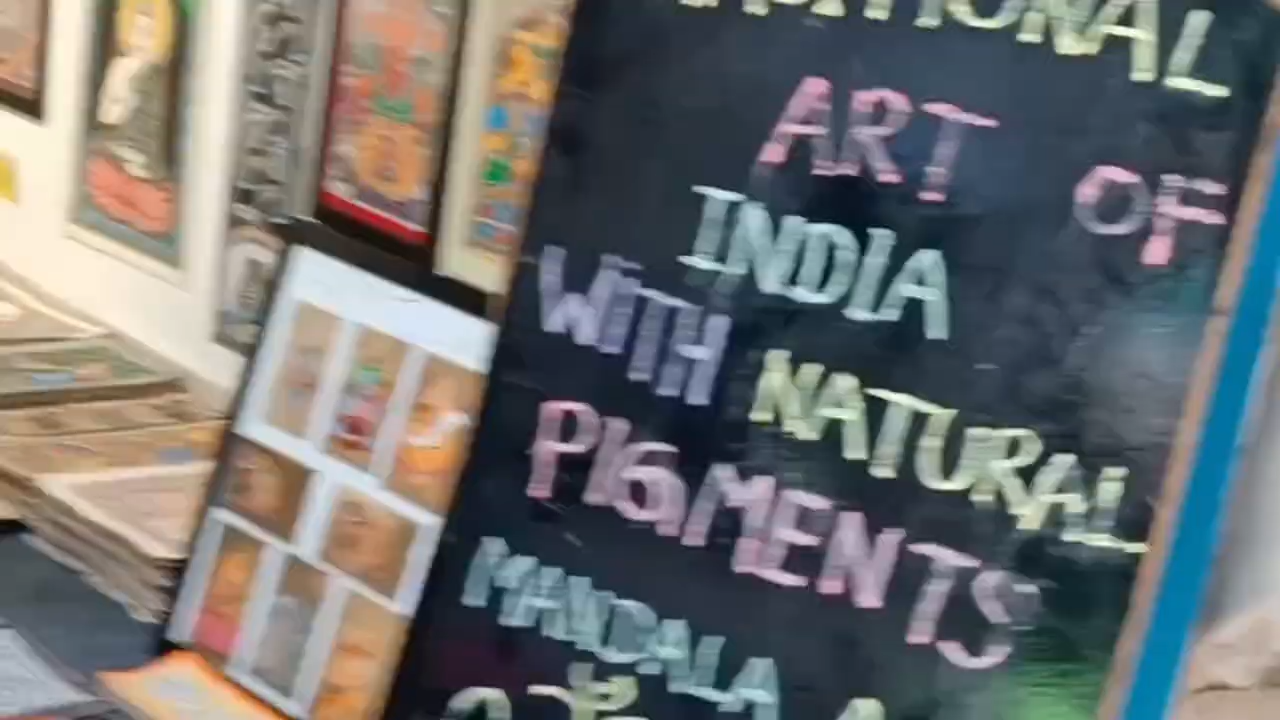 ART OF
INDIA
WITH NATURAL
PIGMENTS
MANDALA